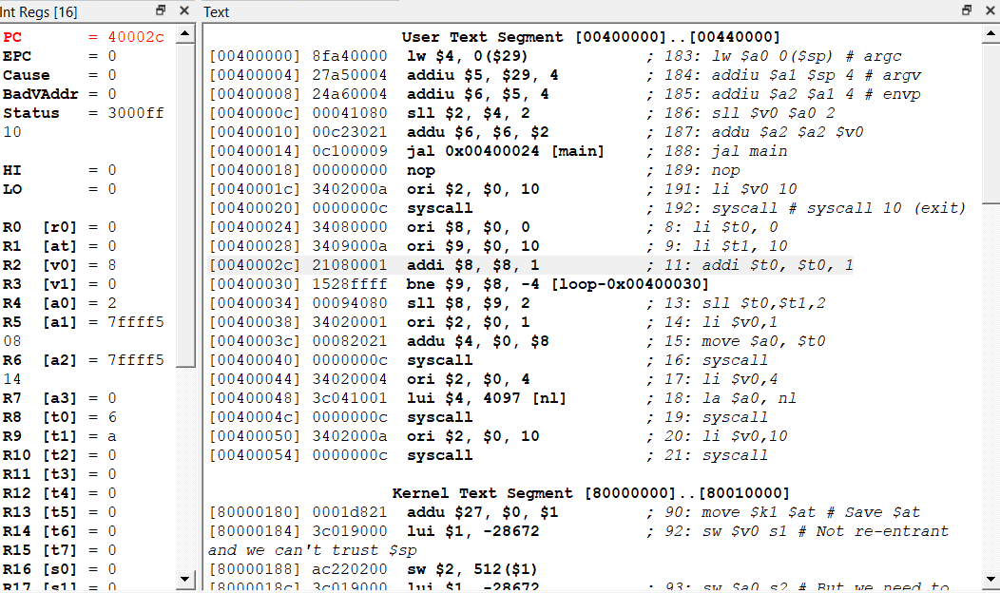 Int Regs [16]
PC = 40002c
EPC = 0
Cause = 0
BadVAddr = 0
Status = 3000ff
10
HI = 0
LO = 0
R0 [r0] = 0
R1 [at] = 0
R2 [v0] = 8
R3 [v1] = 0
R4 [a0] = 2
R5 [a1] = 7ffff5
08
R6 [a2] = 7ffff5
14
R7 [a3] = 0
R8 [t0] = 6
R9 [t1] = a
R10 [t2] = 0
R11 [t3] = 0
R12 [t4] = 0
R13 [t5] = 0
R14 [t6] = 0
R15 [t7] = 0
R16 [s0] = 0
R17 [s1] = 0
Text
User Text Segment [00400000]..[00440000]
[00400000] 8fa40000 lw $4, 0($29) ; 183: lw $a0 0($sp) # argc
[00400004] 27a50004 addiu $5, $29, 4 ; 184: addiu $a1 $sp 4 # argv
[00400008] 24a60004 addiu $6, $5, 4 ; 185: addiu $a2 $a1 4 # envp
[0040000c] 00041080 sll $2, $4, 2 ; 186: sll $v0 $a0 2
[00400010] 00c23021 addu $6, $6, $2 ; 187: addu $a2 $a2 $v0
[00400014] 0c100009 jal 0x00400024 [main] ; 188: jal main
[00400018] 00000000 nop ; 189: nop
[0040001c] 3402000a ori $2, $0, 10 ; 191: li $v0 10
[00400020] 0000000c syscall ; 192: syscall # syscall 10 (exit)
[00400024] 34080000 ori $8, $0, 0 ; 8: li $t0, 0
[00400028] 3409000a ori $9, $0, 10 ; 9: li $t1, 10
[0040002c] 21080001 addi $8, $8, 1 ; 11: addi $t0, $t0, 1
[00400030] 1528ffff bne $9, $8, -4 [loop-0x00400030]
[00400034] 00094080 sll $8, $9, 2 ; 13: sll $t0,$t1,2
[00400038] 34020001 ori $2, $0, 1 ; 14: li $v0,1
[0040003c] 00082021 addu $4, $0, $8 ; 15: move $a0, $t0
[00400040] 0000000c syscall ; 16: syscall
[00400044] 34020004 ori $2, $0, 4 ; 17: li $v0,4
[00400048] 3c041001 lui $4, 4097 [nl] ; 18: la $a0, nl
[0040004c] 0000000c syscall ; 19: syscall
[00400050] 3402000a ori $2, $0, 10 ; 20: li $v0,10
[00400054] 0000000c syscall ; 21: syscall
Kernel Text Segment [80000000]..[80010000]
[80000180] 0001d821 addu $27, $0, $1 ; 90: move $k1 $at # Save $at
[80000184] 3c019000 lui $1, -28672 ; 92: sw $v0 s1 # Not re-entrant
and we can't trust $sp
[80000188] ac220200 sw $2, 512($1)
[8000018c] 3c019000 lui $1, -28672 ; 93: sw $a0 s2 # But we need to